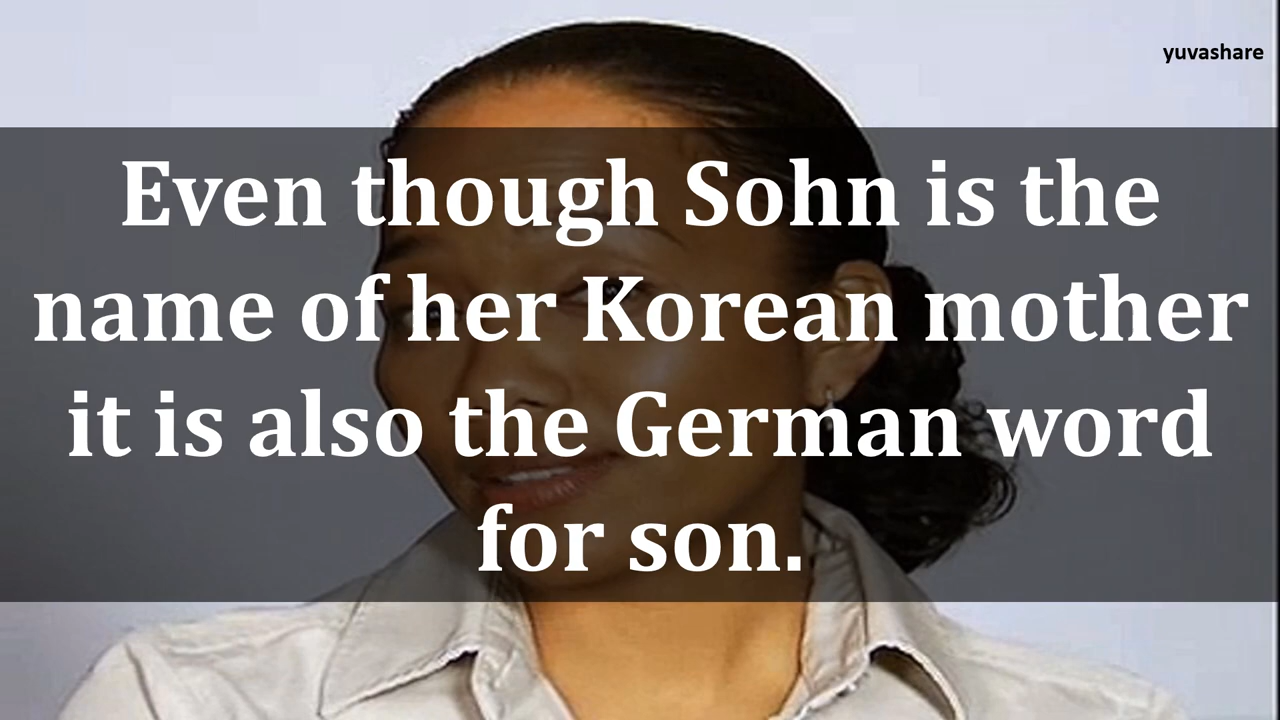 yuvashare
Even though Sohn is the
name of her Korean mother
it is also the German word
for son.